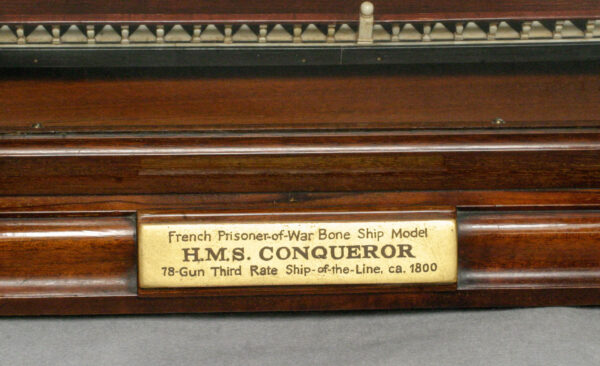 French Prisoner-of-War Bone Ship Model
H.M.S. CONQUEROR
78-Gun Third Rate Ship-of-the-Line, ca. 1800